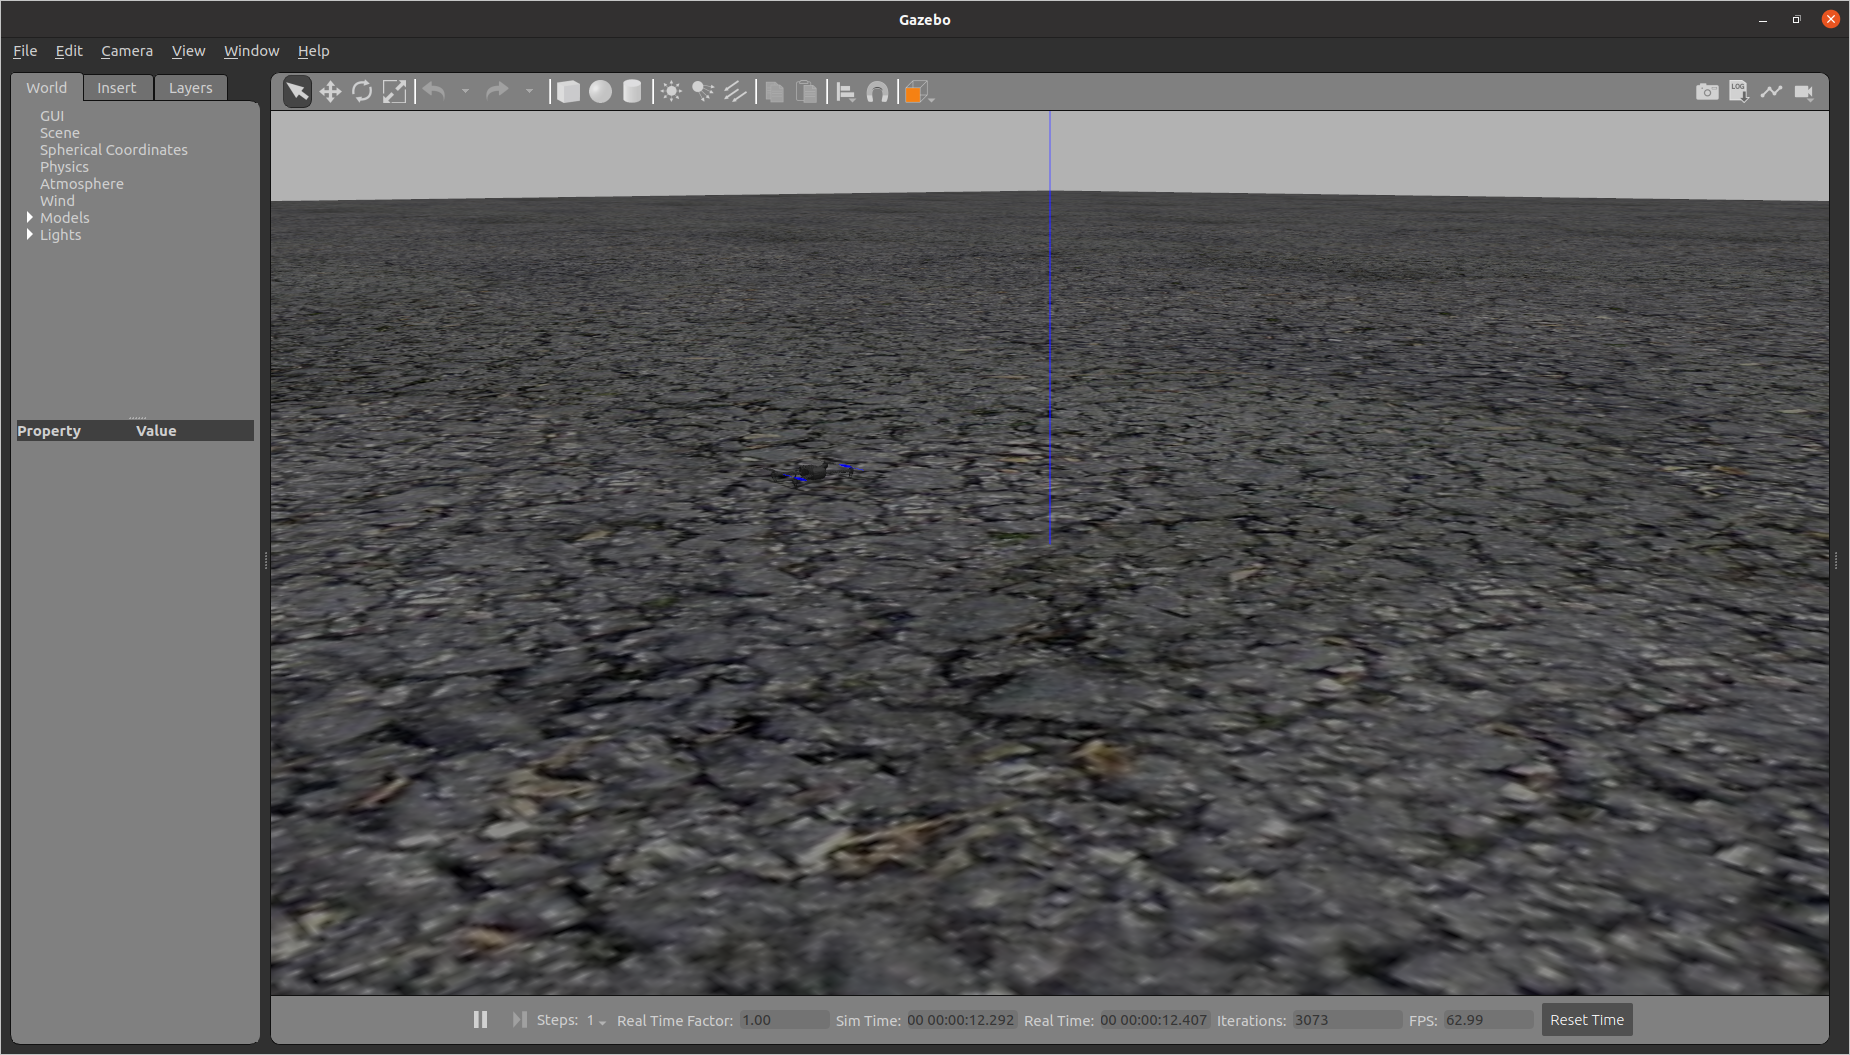 Gazebo
File Edit Camera View Window Help
World Insert Layers
LOG
GUI
Scene
Spherical Coordinates
Physics
Atmosphere
Wind
Models
Lights
Property Value
Steps: 1 Real Time Factor: 1.00 Sim Time: 00 00:00:12.292 Real Time: 00 00:00:12.407 Iterations: 3073 FPS: 62.99 Reset Time